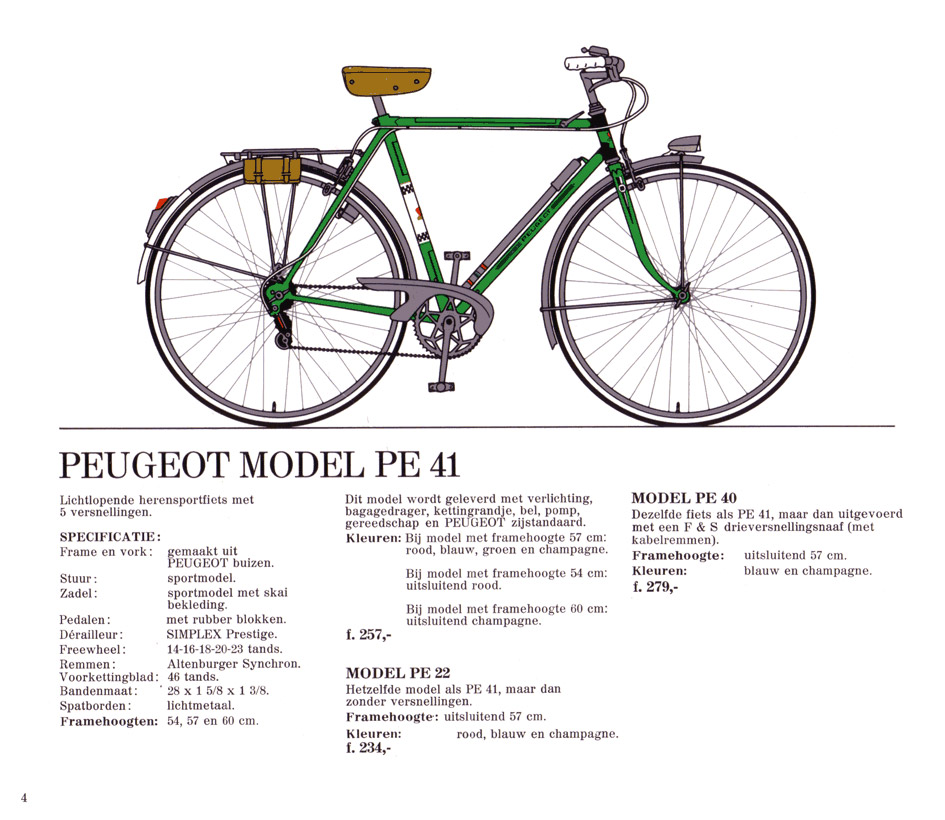 PEUGEOT
PEUGEOT MODEL PE 41
Lichtlopende herensportfiets met
5 versnellingen.
SPECIFICATIE:
Frame en vork: gemaakt uit
PEUGEOT buizen.
Stuur: sportmodel.
Zadel: sportmodel met skai
bekleding.
Pedalen: met rubber blokken.
Dérailleur: SIMPLEX Prestige.
Freewheel: 14-16-18-20-23 tands.
Remmen: Altenburger Synchron.
Voorkettingblad: 46 tands.
Bandenmaat: 28 x 1 5/8 x 1 3/8.
Spatborden: lichtmetaal.
Framehoogten: 54, 57 en 60 cm.
Dit model wordt geleverd met verlichting,
bagagedrager, kettingrandje, bel, pomp,
gereedschap en PEUGEOT zijstandaard.
Kleuren: Bij model met framehoogte 57 cm:
rood, blauw, groen en champagne.
Bij model met framehoogte 54 cm:
uitsluitend rood.
Bij model met framehoogte 60 cm:
uitsluitend champagne.
f. 257,-
MODEL PE 22
Hetzelfde model als PE 41, maar dan
zonder versnellingen.
Framehoogte: uitsluitend 57 cm.
Kleuren: rood, blauw en champagne.
f. 234,-
MODEL PE 40
Dezelfde fiets als PE 41, maar dan uitgevoerd
met een F & S drieversnellingsnaaf (met
kabelremmen).
Framehoogte: uitsluitend 57 cm.
Kleuren: blauw en champagne.
f. 279,-
4